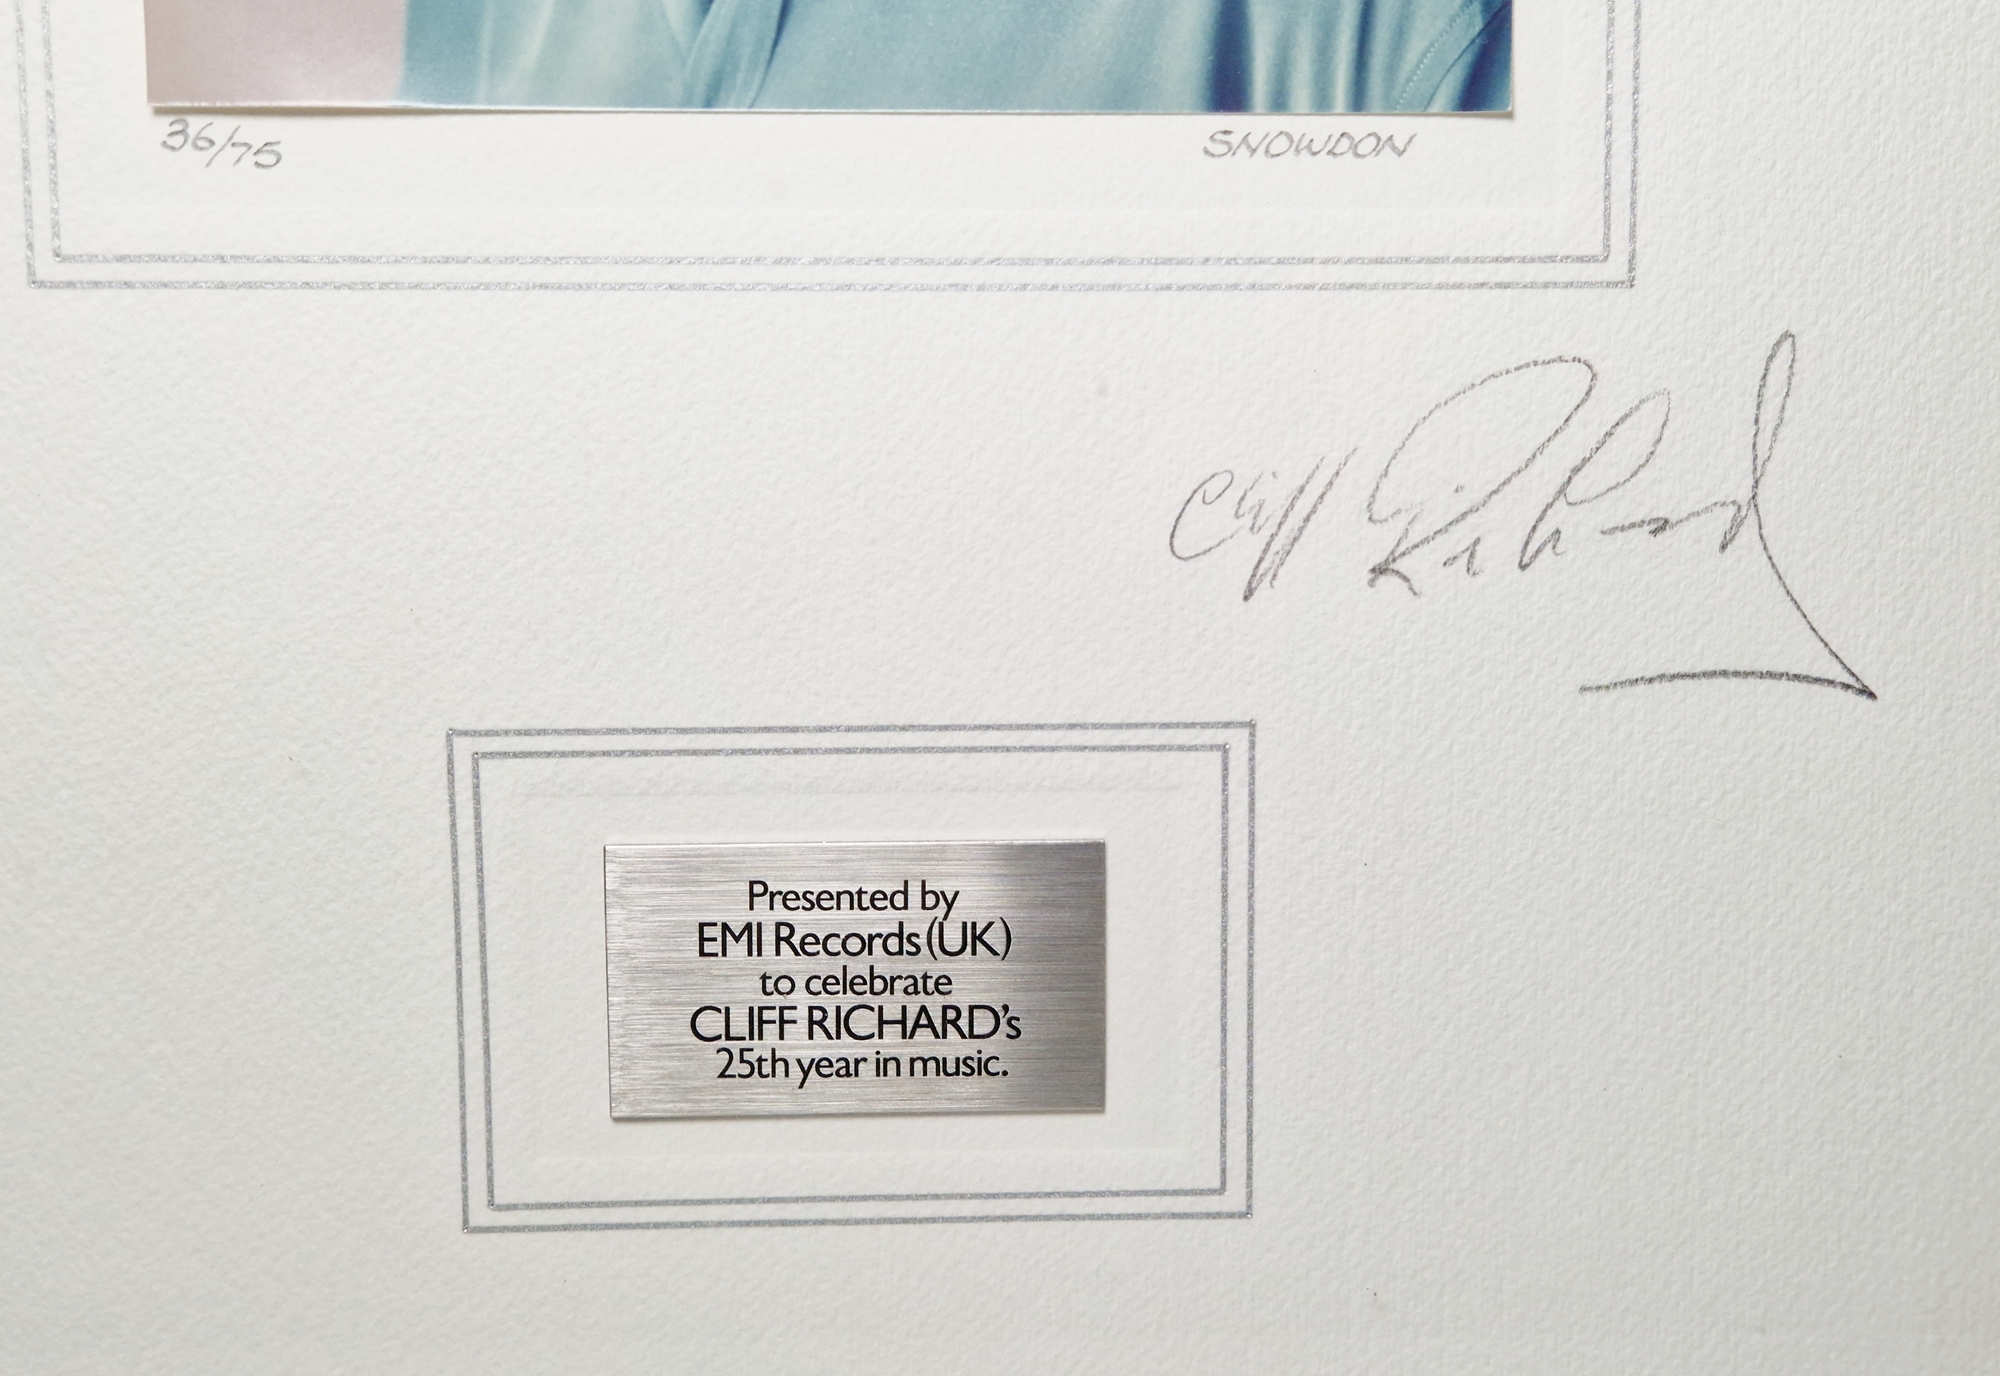 36/75 SNOWDON
Cliff Richard
Presented by
EMI Records (UK)
to celebrate
CLIFF RICHARD's
25th year in music.